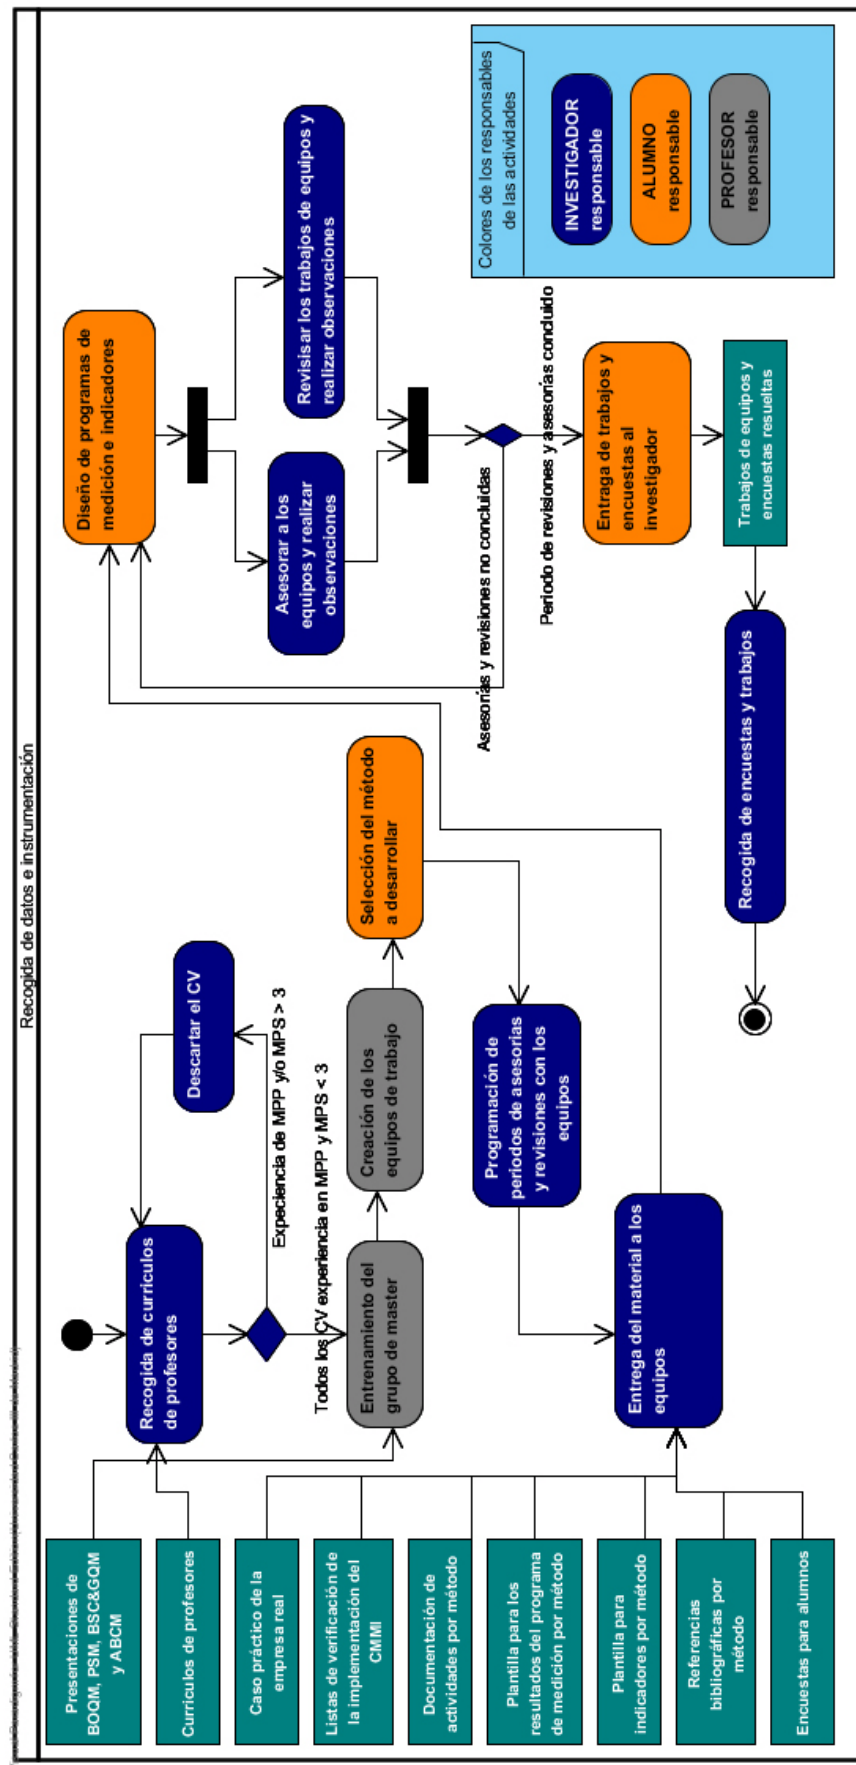 Recogida de datos e instrumentación
Presentaciones de
BOQM, PSM, BSC&GQM
y ABCM
Currículos de profesores
Caso práctico de la
empresa real
Listas de verificación de
la implementación del
CMMI
Documentación de
actividades por método
Plantilla para los
resultados del programa
de medición por método
Plantilla para
indicadores por método
Referencias
bibliográficas por
método
Encuestas para alumnos
Recogida de currículos
de profesores
Descartar el CV
Expeciencia de MPP y/o MPS > 3
Todos los CV experiencia en MPP y MPS < 3
Entrenamiento del
grupo de master
Creación de los
equipos de trabajo
Selección del método
a desarrollar
Programación de
periodos de asesorias
y revisiones con los
equipos
Entrega del material a los
equipos
Diseño de programas de
medición e indicadores
Asesorar a los
equipos y realizar
observaciones
Revisisar los trabajos de equipos y
realizar observaciones
Asesorías y revisiones no concluidas
Periodo de revisiones y asesorías concluido
Entraga de trabajos y
encuestas al
investigador
Trabajos de equipos y
encuestas resueltas
Recogida de encuestas y trabajos
Colores de los responsables
de las actividades
INVESTIGADOR
responsable
ALUMNO
responsable
PROFESOR
responsable